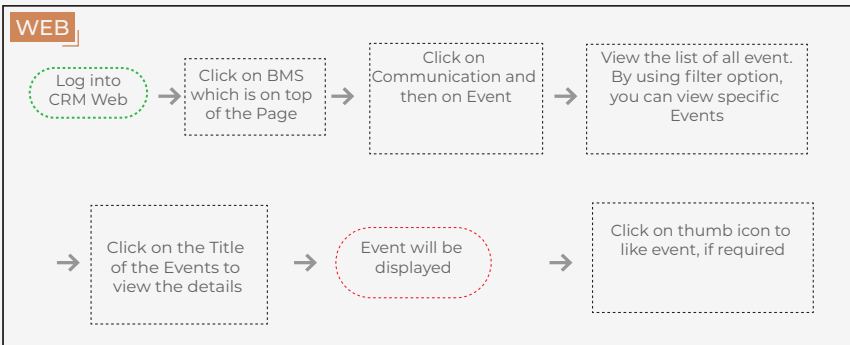 WEB
Log into
CRM Web
Click on BMS
which is on top
of the Page
Click on
Communication and
then on Event
View the list of all event.
By using filter option,
you can view specific
Events
Click on the Title
of the Events to
view the details
Event will be
displayed
Click on thumb icon to
like event, if required